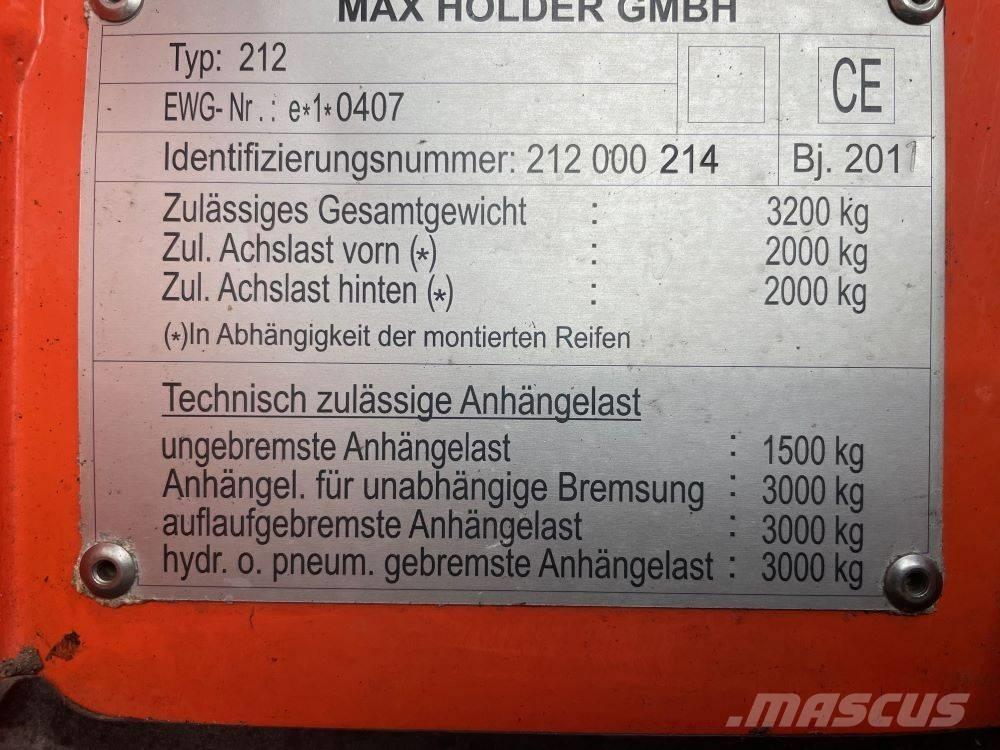 MAX HOLDER GMBH
Typ: 212
CE
EWG- Nr . : e*1*0407
Identifizierungsnummer: 212 000 214 Bj. 2011
Zulässiges Gesamtgewicht : 3200 kg
Zul. Achslast vorn (*) : 2000 kg
Zul. Achslast hinten (*) : 2000 kg
(*)In Abhängigkeit der montierten Reifen
Technisch zulässige Anhängelast
ungebremste Anhängelast : 1500 kg
Anhängel. für unabhängige Bremsung : 3000 kg
auflaufgebremste Anhängelast : 3000 kg
hydr. o. pneum. gebremste Anhängelast : 3000 kg
.MASCUS